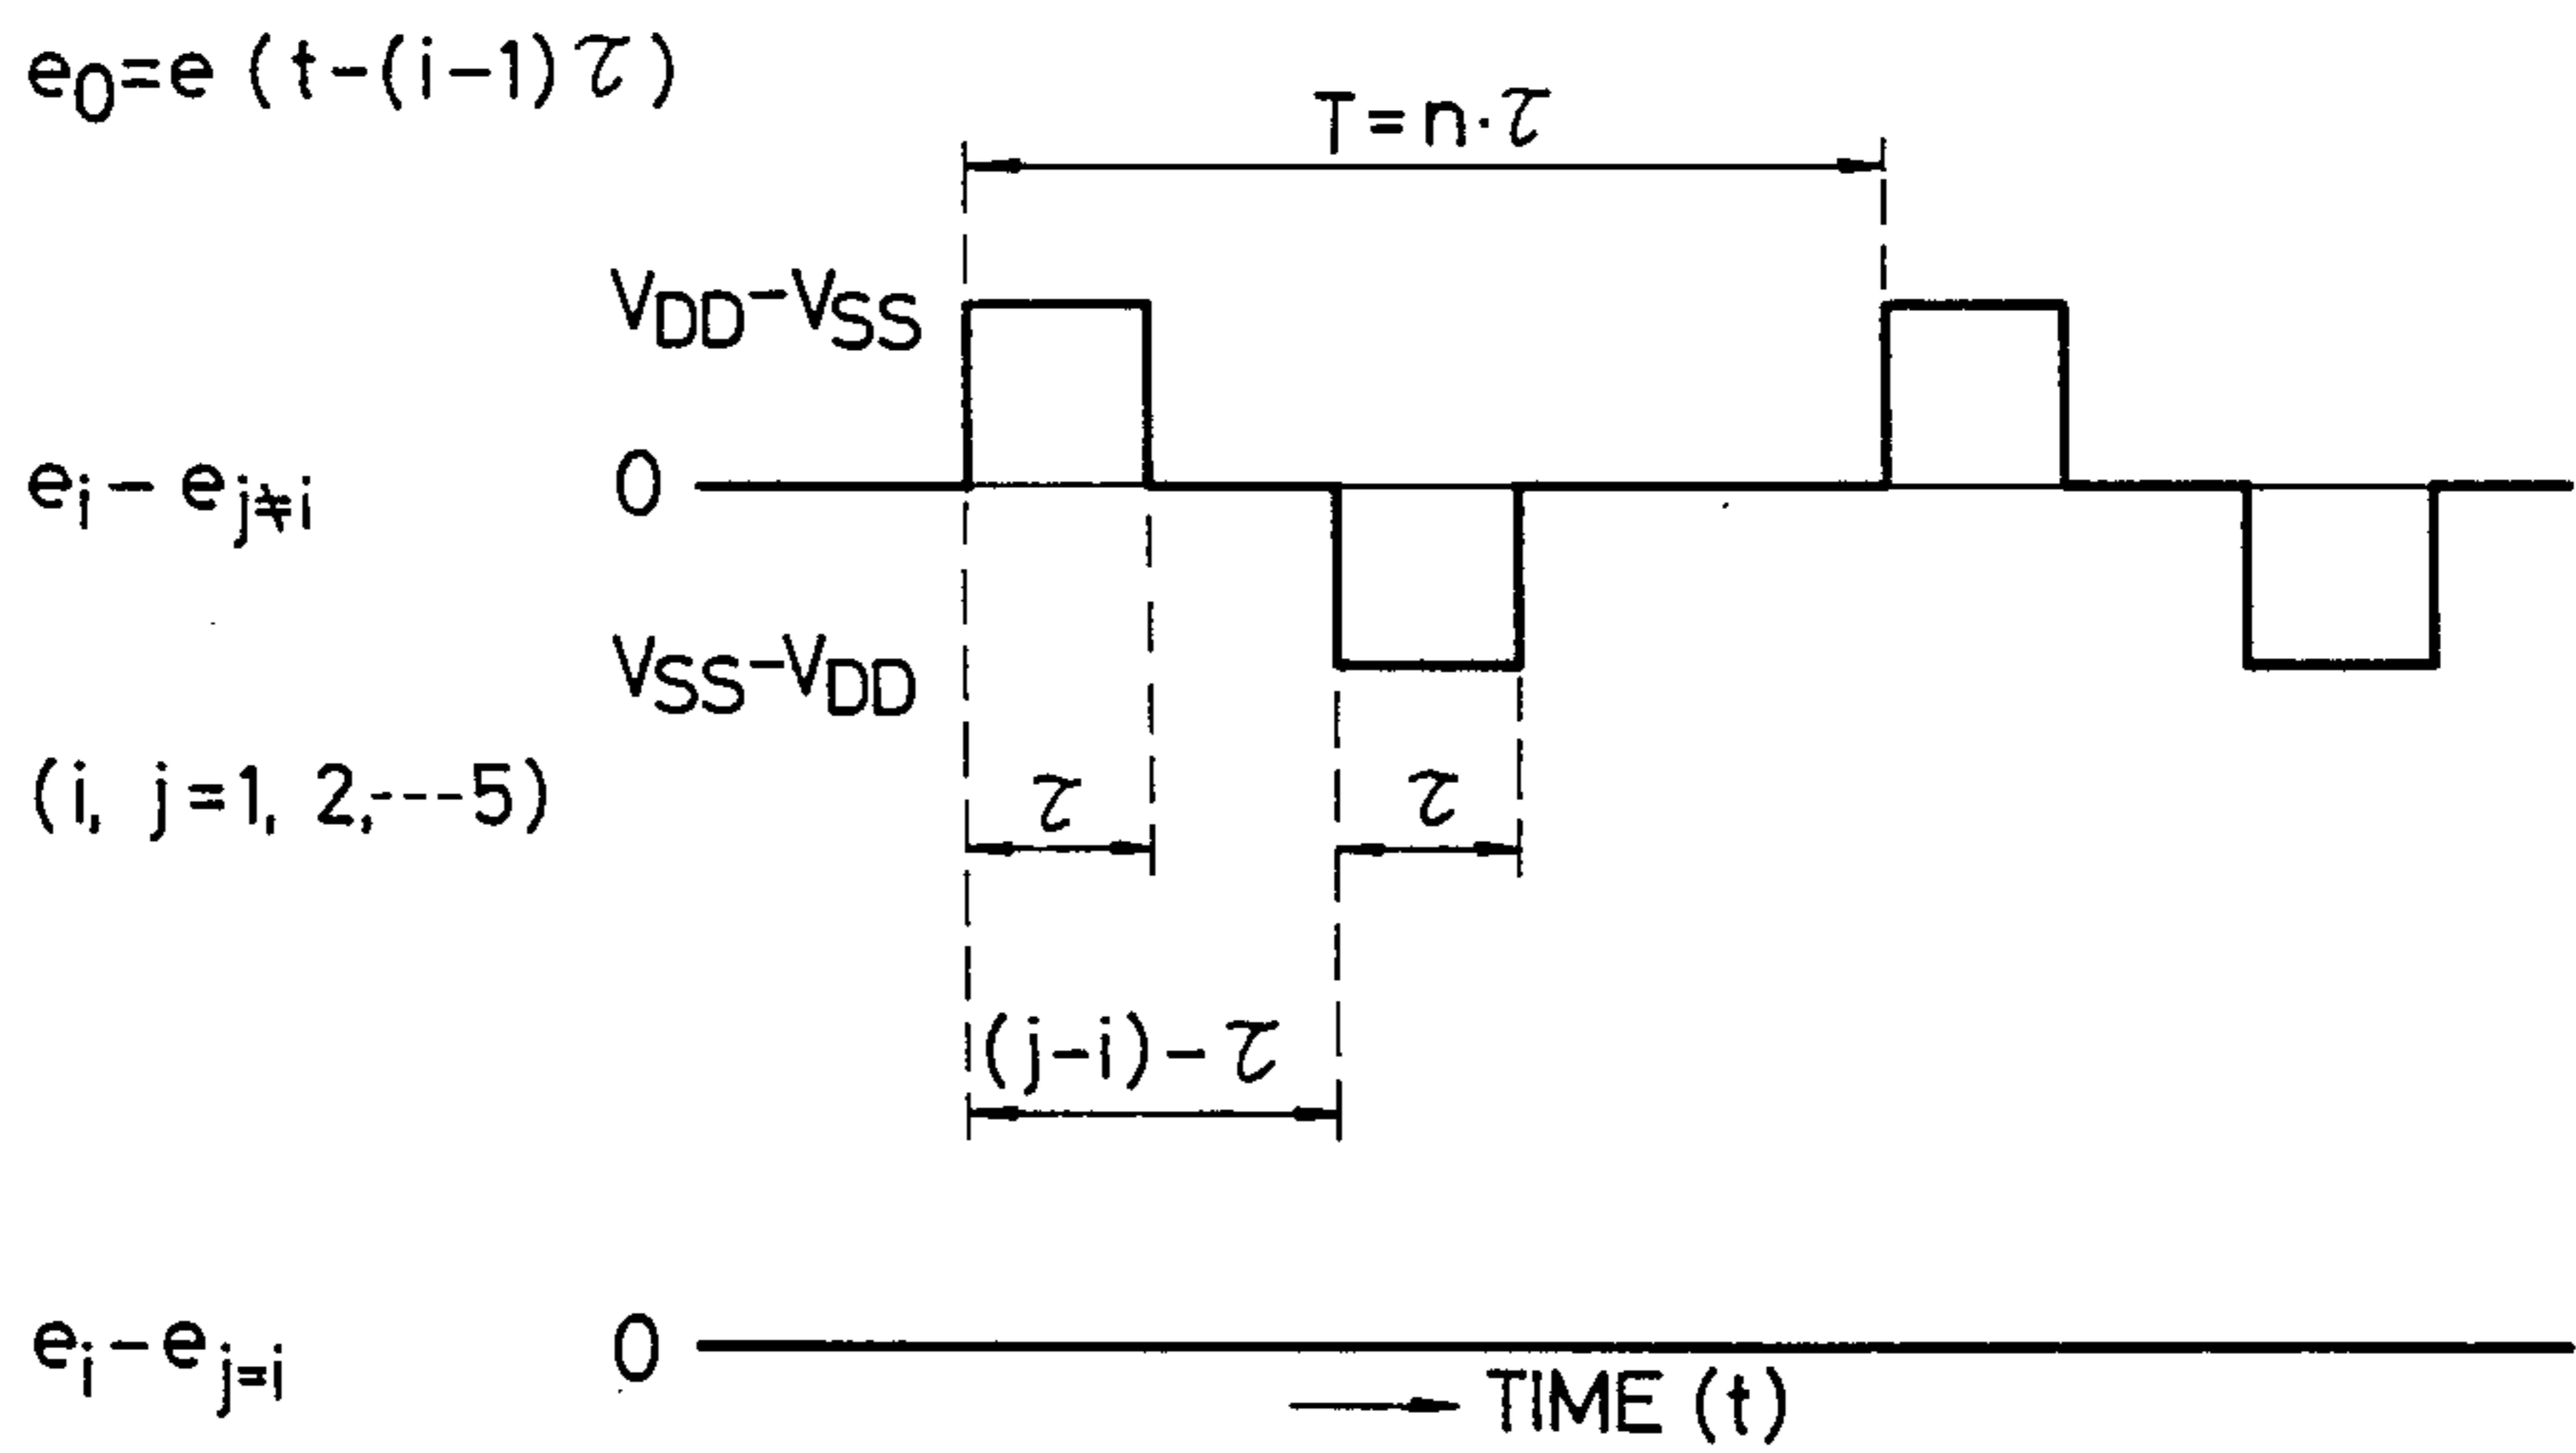 e0=e (t-(i-1)τ)
T=n·τ
VDD-VSS
ei-ej≠i 0
VSS-VDD
(i, j=1, 2,---5)
τ τ
(j-i)-τ
ei-ej=i 0
TIME (t)